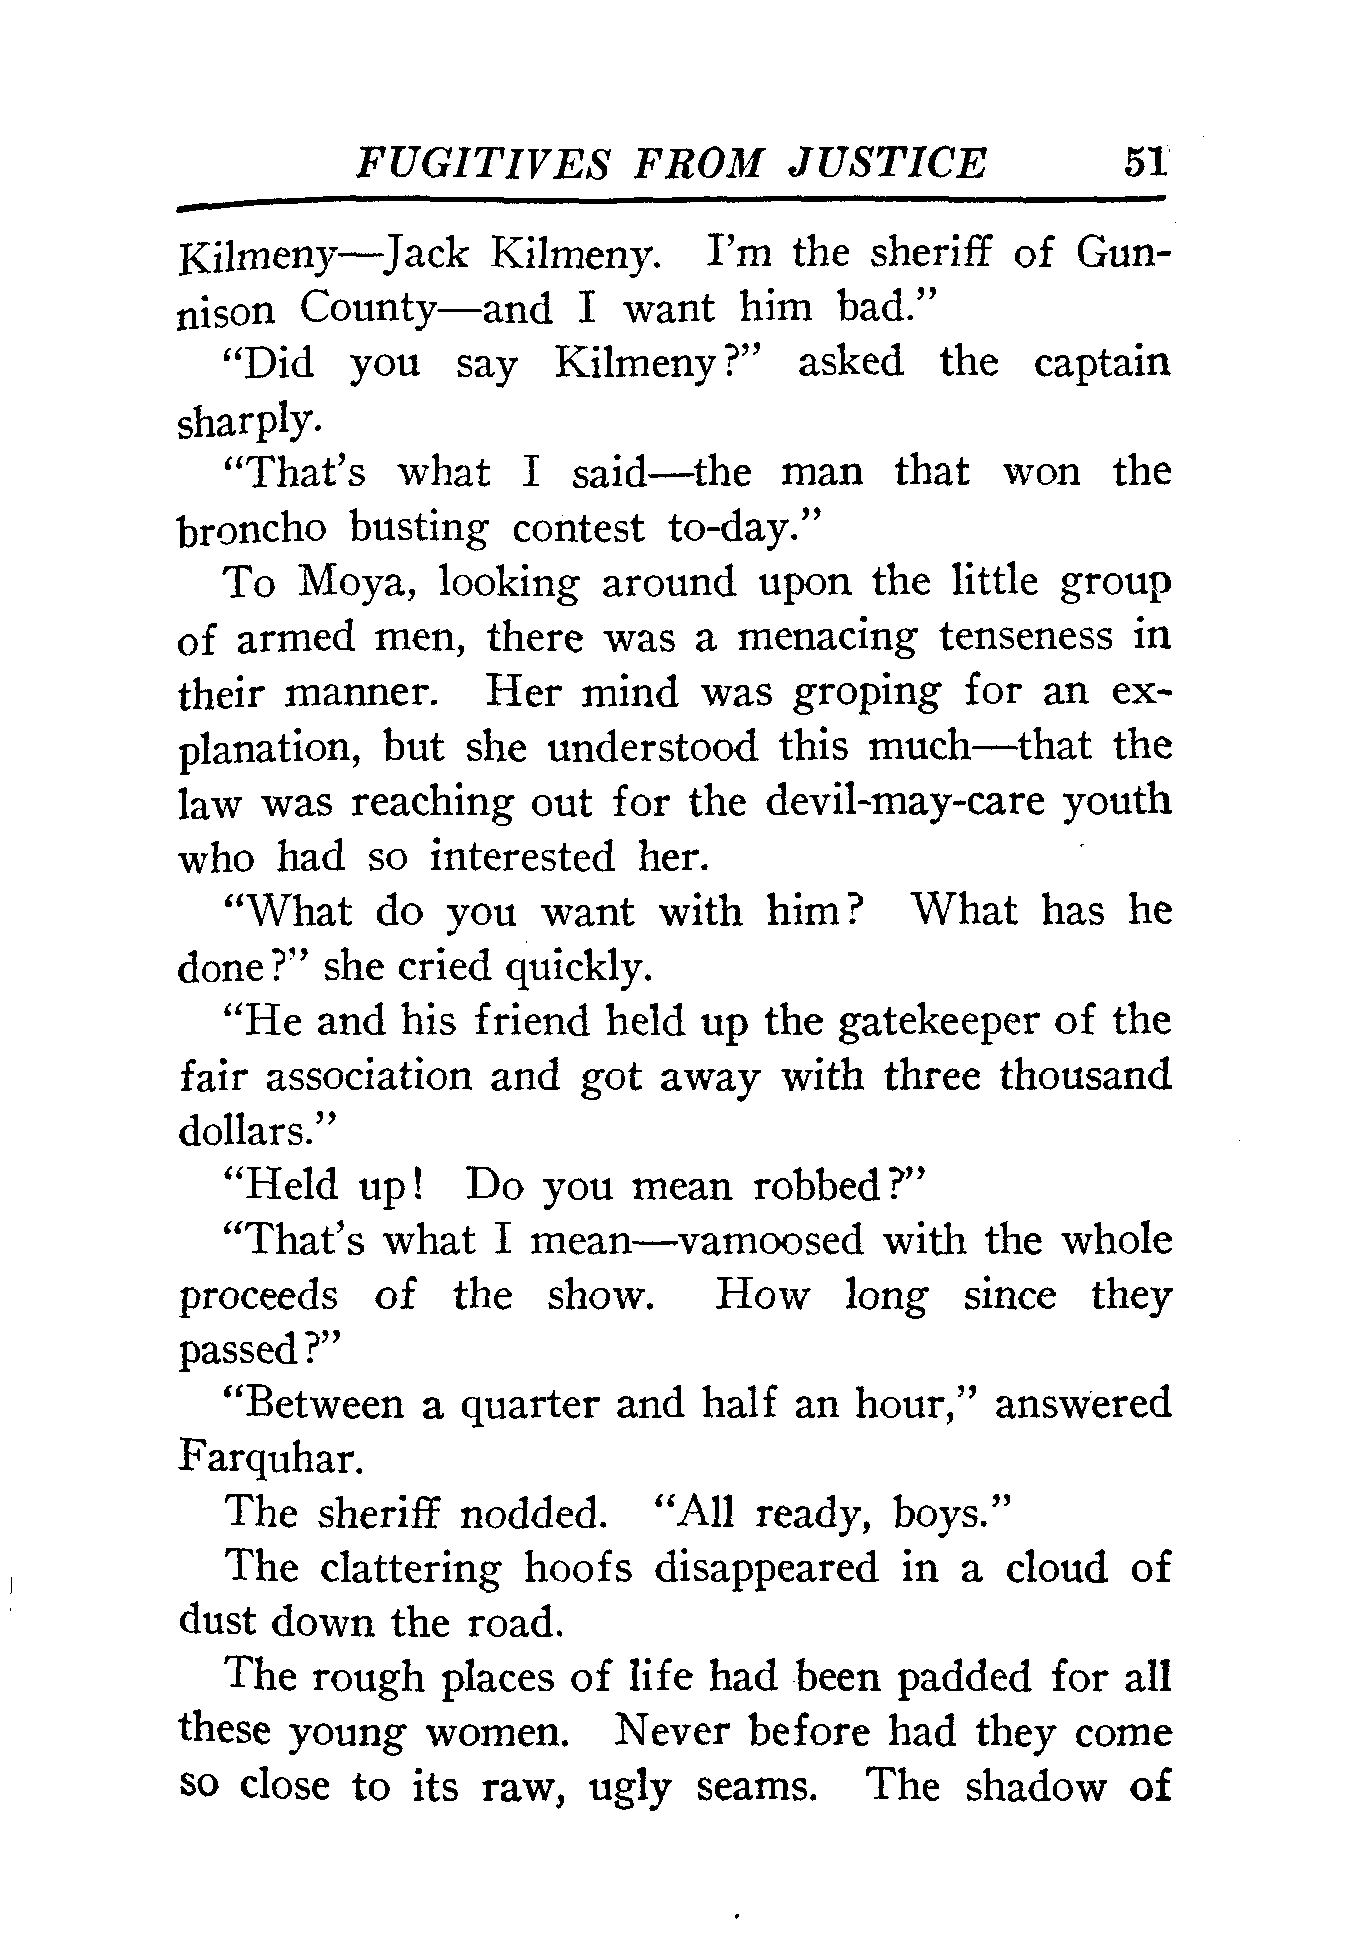 FUGITIVES FROM JUSTICE 51
Kilmeny—Jack Kilmeny. I'm the sheriff of Gun-
nison County—and I want him bad."
"Did you say Kilmeny?" asked the captain
sharply.
"That's what I said—the man that won the
broncho busting contest to-day."
To Moya, looking around upon the little group
of armed men, there was a menacing tenseness in
their manner. Her mind was groping for an ex-
planation, but she understood this much—that the
law was reaching out for the devil-may-care youth
who had so interested her.
"What do you want with him? What has he
done?" she cried quickly.
"He and his friend held up the gatekeeper of the
fair association and got away with three thousand
dollars."
"Held up! Do you mean robbed?"
"That's what I mean—vamoosed with the whole
proceeds of the show. How long since they
passed?"
"Between a quarter and half an hour," answered
Farquhar.
The sheriff nodded. "All ready, boys."
The clattering hoofs disappeared in a cloud of
dust down the road.
The rough places of life had been padded for all
these young women. Never before had they come
so close to its raw, ugly seams. The shadow of